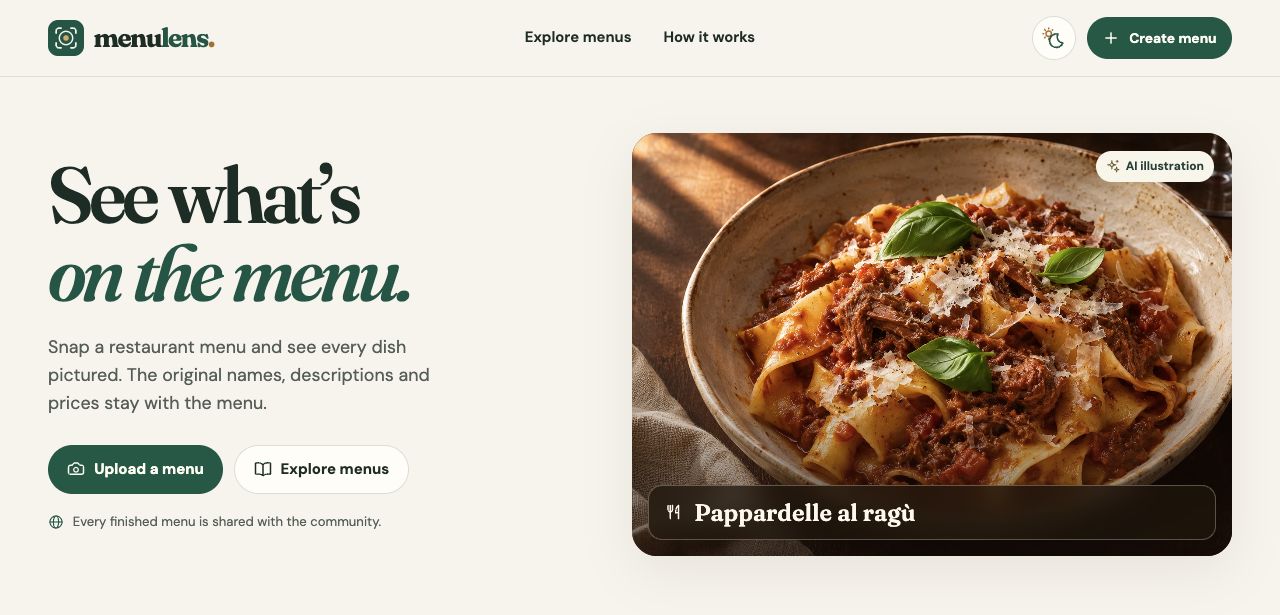 menulens.
Explore menus
How it works
Create menu
See what's
on the menu.
Snap a restaurant menu and see every dish
pictured. The original names, descriptions and
prices stay with the menu.
Upload a menu
Explore menus
Every finished menu is shared with the community.
AI illustration
Pappardelle al ragù